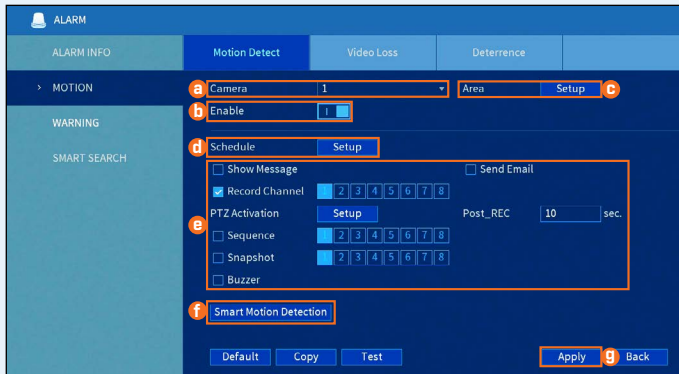 ALARM
ALARM INFO
Motion Detect Video Loss Deterrence
> MOTION
a Camera 1 Area Setup c
b Enable
WARNING
d Schedule Setup
SMART SEARCH
Show Message Send Email
Record Channel 1 2 3 4 5 6 7 8
e PTZ Activation Setup Post_REC 10 sec.
Sequence 1 2 3 4 5 6 7 8
Snapshot 1 2 3 4 5 6 7 8
Buzzer
f Smart Motion Detection
Default Copy Test Apply g Back